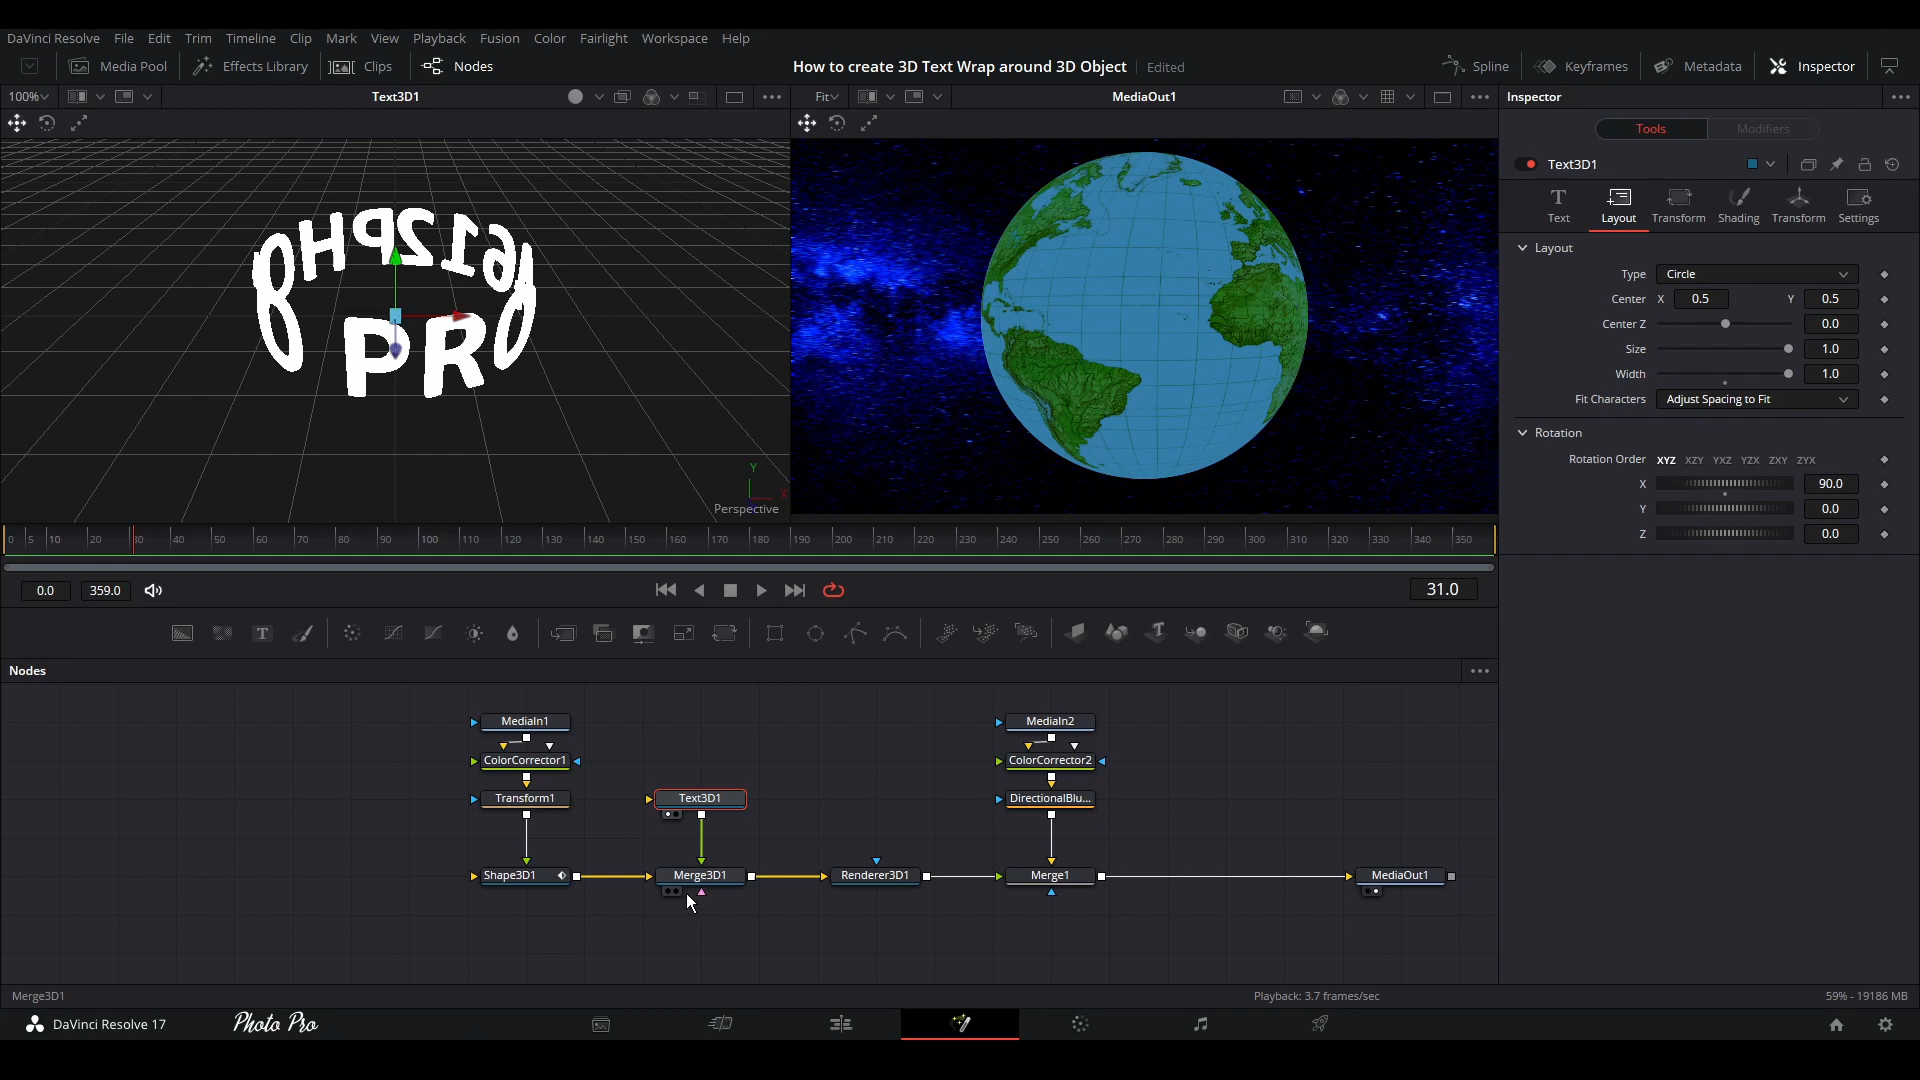 DaVinci Resolve File Edit Trim Timeline Clip Mark View Playback Fusion Color Fairlight Workspace Help
Media Pool Effects Library Clips Nodes How to create 3D Text Wrap around 3D Object Edited Spline Keyframes Metadata Inspector
100% Text3D1 Fit MediaOut1 Inspector
Tools Modifiers
Text3D1
Text Layout Transform Shading Transform Settings
Layout
Type Circle
Center X 0.5 Y 0.5
Center Z 0.0
Size 1.0
Width 1.0
Fit Characters Adjust Spacing to Fit
Rotation
Rotation Order XYZ XZY YXZ YZX ZXY ZYX
X 90.0
Y 0.0
Z 0.0
Y
X
Perspective
0 5 10 20 30 40 50 60 70 80 90 100 110 120 130 140 150 160 170 180 190 200 210 220 230 240 250 260 270 280 290 300 310 320 330 340 350
0.0 359.0 31.0
Nodes
MediaIn1 MediaIn2
ColorCorrector1 ColorCorrector2
Transform1 Text3D1 DirectionalBlu...
Shape3D1 Merge3D1 Renderer3D1 Merge1 MediaOut1
Merge3D1 Playback: 3.7 frames/sec 59% - 19186 MB
DaVinci Resolve 17 Photo Pro